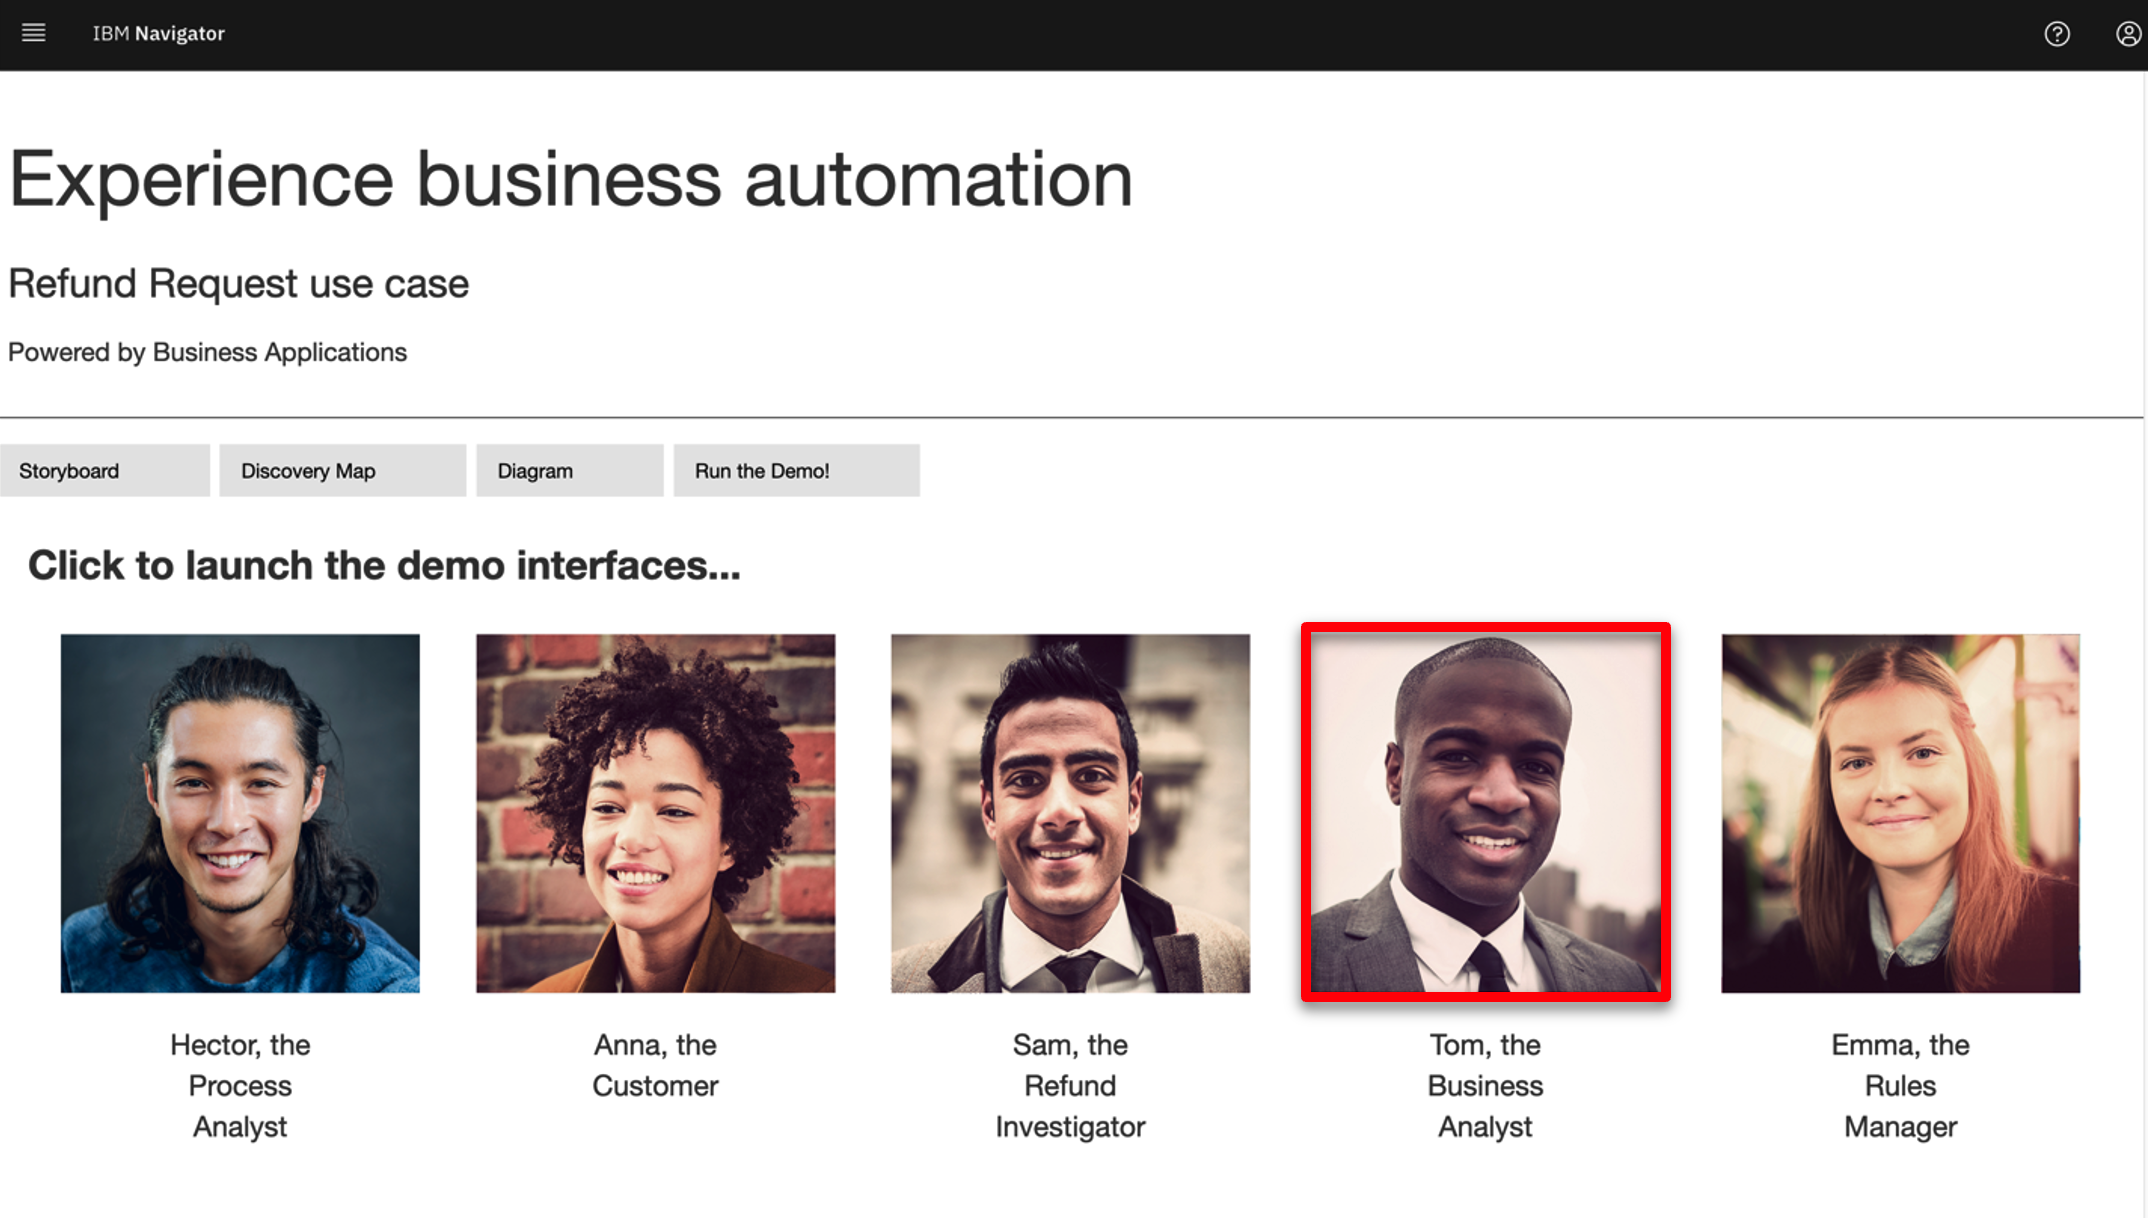 IBM Navigator
Experience business automation
Refund Request use case
Powered by Business Applications
Storyboard
Discovery Map
Diagram
Run the Demo!
Click to launch the demo interfaces...
Hector, the
Process
Analyst
Anna, the
Customer
Sam, the
Refund
Investigator
Tom, the
Business
Analyst
Emma, the
Rules
Manager